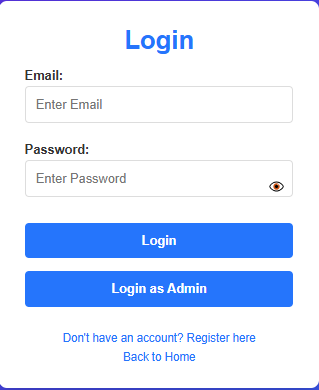 Login
Email:
Enter Email
Password:
Enter Password
Login
Login as Admin
Don't have an account? Register here
Back to Home